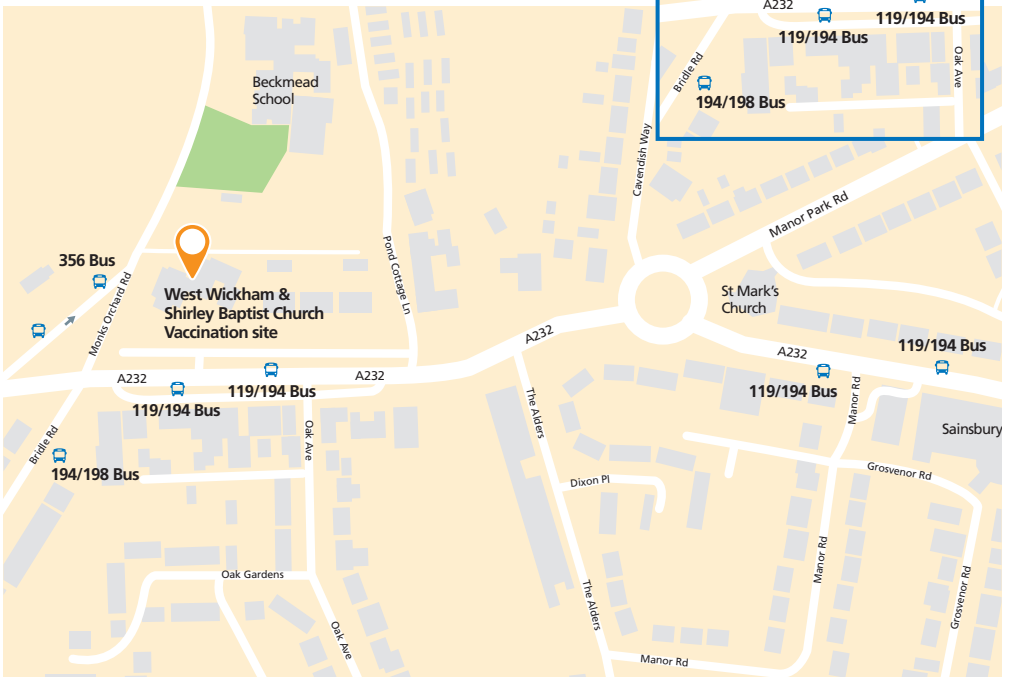 A232
119/194 Bus
119/194 Bus
Bridle Rd
Oak Ave
194/198 Bus
Beckmead
School
Cavendish Way
Manor Park Rd
Pond Cottage Ln
356 Bus
Monks Orchard Rd
West Wickham &
Shirley Baptist Church
Vaccination site
St Mark's
Church
A232
A232
119/194 Bus
A232
A232
119/194 Bus
119/194 Bus
119/194 Bus
The Alders
Manor Rd
Bridle Rd
Oak Ave
Sainsbury
194/198 Bus
Dixon Pl
Grosvenor Rd
Manor Rd
Oak Gardens
The Alders
Grosvenor Rd
Oak Ave
Manor Rd